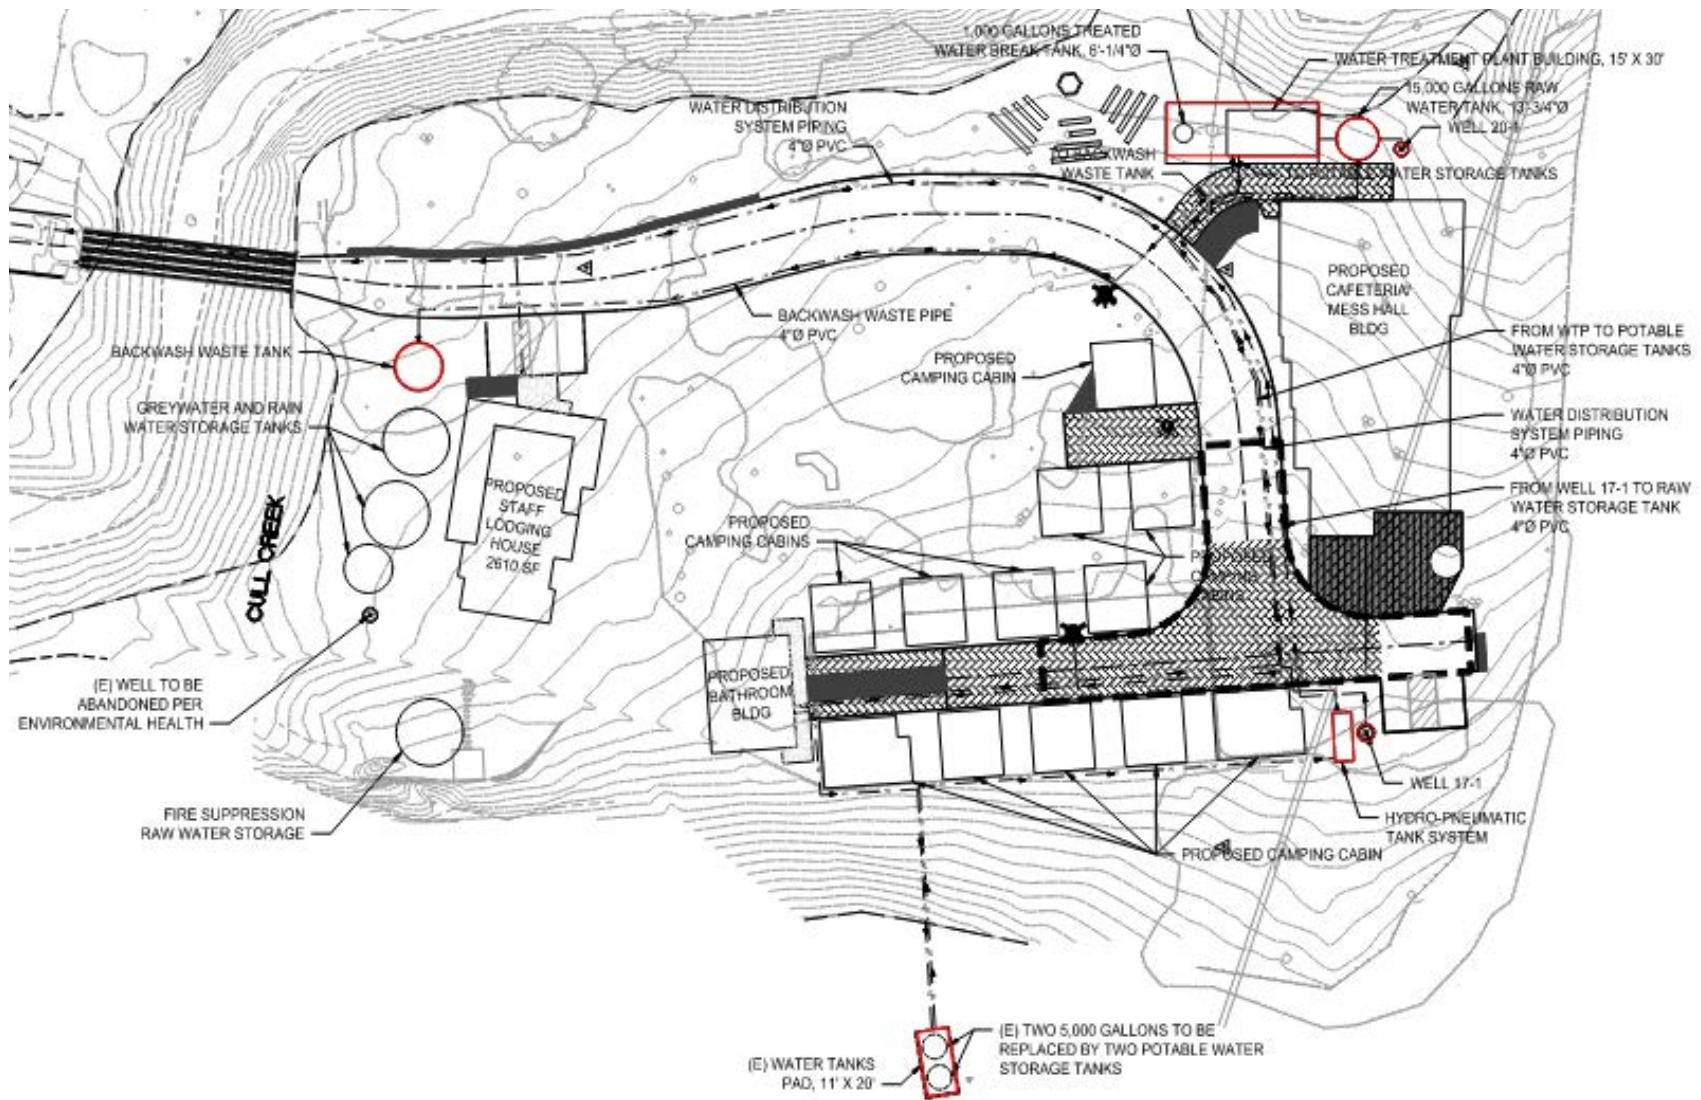 1,000 GALLONS TREATED
WATER BREAK TANK, 6'-1/4"Ø
WATER TREATMENT PLANT BUILDING, 15' X 30'
15,000 GALLONS RAW
WATER TANK, 13'-3/4"Ø
WELL 20-1
WATER DISTRIBUTION
SYSTEM PIPING
4"Ø PVC
TO BACKWASH
WASTE TANK
WATER STORAGE TANKS
PROPOSED
CAFETERIA/
MESS HALL
BLDG
BACKWASH WASTE PIPE
4"Ø PVC
BACKWASH WASTE TANK
PROPOSED
CAMPING CABIN
FROM WTP TO POTABLE
WATER STORAGE TANKS
4"Ø PVC
GREYWATER AND RAIN
WATER STORAGE TANKS
WATER DISTRIBUTION
SYSTEM PIPING
4"Ø PVC
PROPOSED
STAFF
LODGING
HOUSE
2610 SF
FROM WELL 17-1 TO RAW
WATER STORAGE TANK
4"Ø PVC
CULL CREEK
PROPOSED
CAMPING CABINS
PROPOSED
BATHROOM
BLDG
(E) WELL TO BE
ABANDONED PER
ENVIRONMENTAL HEALTH
WELL 17-1
FIRE SUPPRESSION
RAW WATER STORAGE
HYDRO-PNEUMATIC
TANK SYSTEM
PROPOSED CAMPING CABIN
(E) TWO 5,000 GALLONS TO BE
REPLACED BY TWO POTABLE WATER
STORAGE TANKS
(E) WATER TANKS
PAD, 11' X 20'